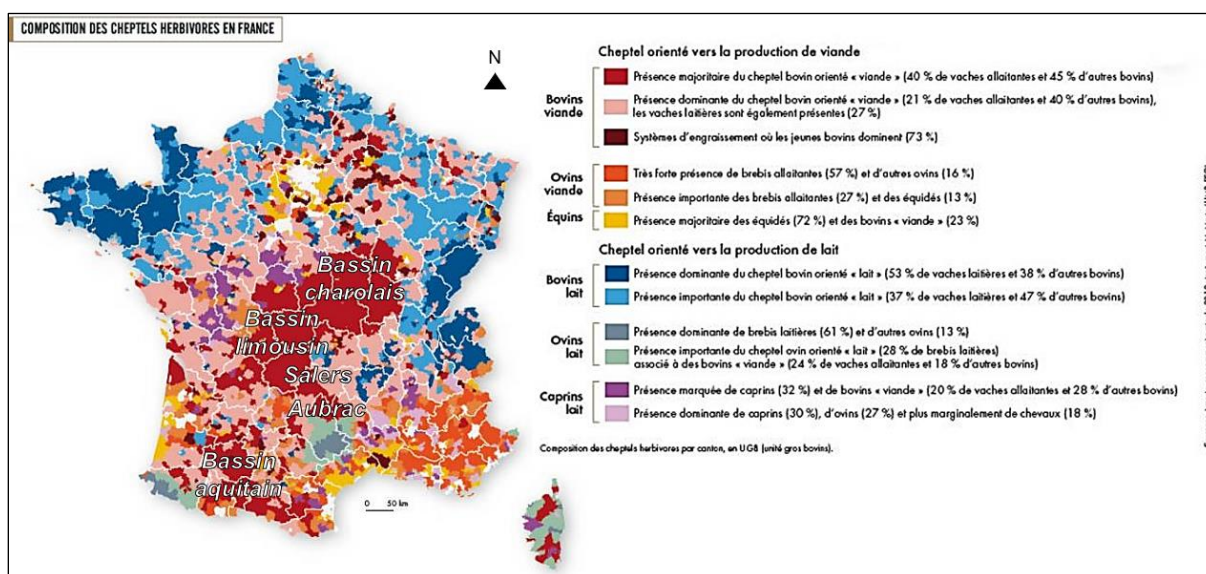 COMPOSITION DES CHEPTELS HERBIVORES EN FRANCE
N
Bassin
charolais
Bassin
limousin
Salers
Aubrac
Bassin
aquitain
0 50 km
Cheptel orienté vers la production de viande
Bovins
viande
Présence majoritaire du cheptel bovin orienté « viande » (40 % de vaches allaitantes et 45 % d'autres bovins)
Présence dominante du cheptel bovin orienté « viande » (21 % de vaches allaitantes et 40 % d'autres bovins),
les vaches laitières sont également présentes (27 %)
Systèmes d'engraissement où les jeunes bovins dominent (73 %)
Ovins
viande
Très forte présence de brebis allaitantes (57 %) et d'autres ovins (16 %)
Présence importante des brebis allaitantes (27 %) et des équidés (13 %)
Équins
Présence majoritaire des équidés (72 %) et des bovins « viande » (23 %)
Cheptel orienté vers la production de lait
Bovins
lait
Présence dominante du cheptel bovin orienté « lait » (53 % de vaches laitières et 38 % d'autres bovins)
Présence importante du cheptel bovin orienté « lait » (37 % de vaches laitières et 47 % d'autres bovins)
Ovins
lait
Présence dominante de brebis laitières (61 %) et d'autres ovins (13 %)
Présence importante du cheptel ovin orienté « lait » (28 % de brebis laitières)
associé à des bovins « viande » (24 % de vaches allaitantes et 18 % d'autres bovins)
Caprins
lait
Présence marquée de caprins (32 %) et de bovins « viande » (20 % de vaches allaitantes et 28 % d'autres bovins)
Présence dominante de caprins (30 %), d'ovins (27 %) et plus marginalement de chevaux (18 %)
Composition des cheptels herbivores par canton, en UGB (unité gros bovins).